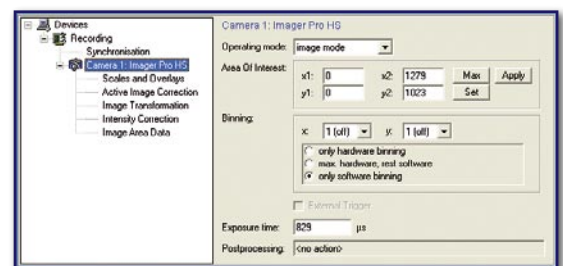 Devices
Recording
Synchronisation
Camera 1: Imager Pro HS
Scales and Overlays
Active Image Correction
Image Transformation
Intensity Correction
Image Area Data
Camera 1: Imager Pro HS
Operating mode: image mode
Area Of Interest:
x1: 0 x2: 1279 Max Apply
y1: 0 y2: 1023 Set
Binning:
x: 1 (off) y: 1 (off)
only hardware binning
max. hardware, rest software
only software binning
External Trigger
Exposure time: 829 µs
Postprocessing: <no action>